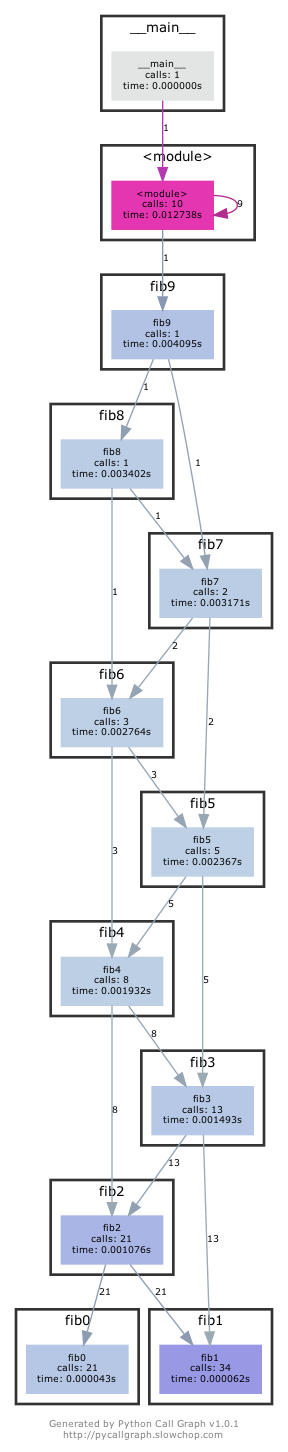 __main__
__main__
calls: 1
time: 0.000000s
1
<module>
<module>
calls: 10
time: 0.012738s
9
1
fib9
fib9
calls: 1
time: 0.004095s
1
fib8
fib8
calls: 1
time: 0.003402s
1
1
fib7
fib7
calls: 2
time: 0.003171s
1
2
fib6
fib6
calls: 3
time: 0.002764s
2
3
fib5
fib5
calls: 5
time: 0.002367s
3
5
fib4
fib4
calls: 8
time: 0.001932s
5
8
fib3
fib3
calls: 13
time: 0.001493s
8
13
fib2
fib2
calls: 21
time: 0.001076s
13
21
21
fib0
fib0
calls: 21
time: 0.000043s
fib1
fib1
calls: 34
time: 0.000062s
Generated by Python Call Graph v1.0.1
http://pycallgraph.slowchop.com